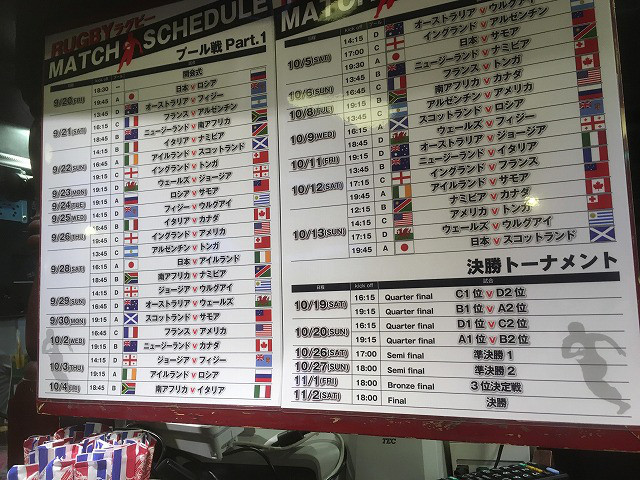 RUGBY ラグビー
MATCH SCHEDULE
プール戦 Part.1
9/20(FRI) 18:30 開会式
19:45 A 日本 v ロシア
9/21(SAT) 13:45 D オーストラリア v フィジー
16:15 C フランス v アルゼンチン
18:45 B ニュージーランド v 南アフリカ
9/22(SUN) 14:15 B イタリア v ナミビア
16:45 A アイルランド v スコットランド
19:15 C イングランド v トンガ
9/23(MON) 19:15 D ウェールズ v ジョージア
9/24(TUE) 19:15 A ロシア v サモア
9/25(WED) 14:15 D フィジー v ウルグアイ
9/26(THU) 16:45 B イタリア v カナダ
19:45 C イングランド v アメリカ
9/28(SAT) 13:45 C アルゼンチン v トンガ
16:15 A 日本 v アイルランド
18:45 B 南アフリカ v ナミビア
9/29(SUN) 14:15 D ジョージア v ウルグアイ
16:45 D オーストラリア v ウェールズ
9/30(MON) 19:15 A スコットランド v サモア
10/2(WED) 16:45 C フランス v アメリカ
19:15 B ニュージーランド v カナダ
10/3(THU) 14:15 D ジョージア v フィジー
19:15 A アイルランド v ロシア
10/4(FRI) 18:45 B 南アフリカ v イタリア
MATCH SCHEDULE
10/5(SAT) 14:15 D オーストラリア v ウルグアイ
17:00 C イングランド v アルゼンチン
19:30 A 日本 v サモア
10/6(SUN) 13:45 B ニュージーランド v ナミビア
16:45 C フランス v トンガ
10/8(TUE) 19:15 B 南アフリカ v カナダ
10/9(WED) 13:45 C アルゼンチン v アメリカ
16:15 A スコットランド v ロシア
18:45 D ウェールズ v フィジー
10/11(FRI) 19:15 D オーストラリア v ジョージア
10/12(SAT) 13:45 B ニュージーランド v イタリア
17:15 C イングランド v フランス
19:45 A アイルランド v サモア
10/13(SUN) 12:15 B ナミビア v カナダ
14:45 C アメリカ v トンガ
17:15 D ウェールズ v ウルグアイ
19:45 A 日本 v スコットランド
決勝トーナメント
日程 kick off 試合
10/19(SAT) 16:15 Quarter final C1位 v D2位
19:15 Quarter final B1位 v A2位
10/20(SUN) 16:15 Quarter final D1位 v C2位
19:15 Quarter final A1位 v B2位
10/26(SAT) 17:00 Semi final 準決勝1
10/27(SUN) 18:00 Semi final 準決勝2
11/1(FRI) 18:00 Bronze final 3位決定戦
11/2(SAT) 18:00 Final 決勝
TEC